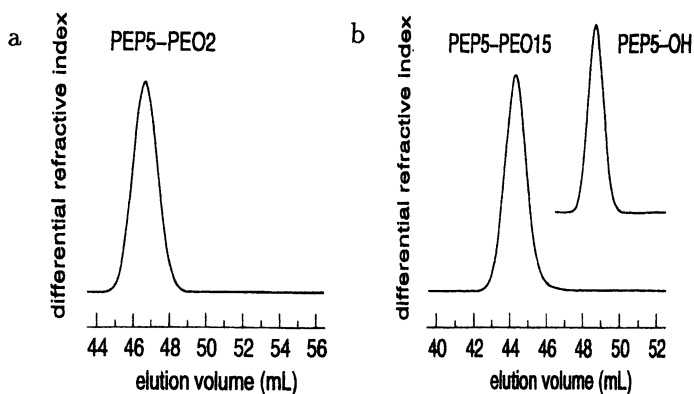 a
PEP5-PEO2
differential refractive index
44 46 48 50 52 54 56
elution volume (mL)
b
PEP5-PEO15
PEP5-OH
differential refractive index
40 42 44 46 48 50 52
elution volume (mL)